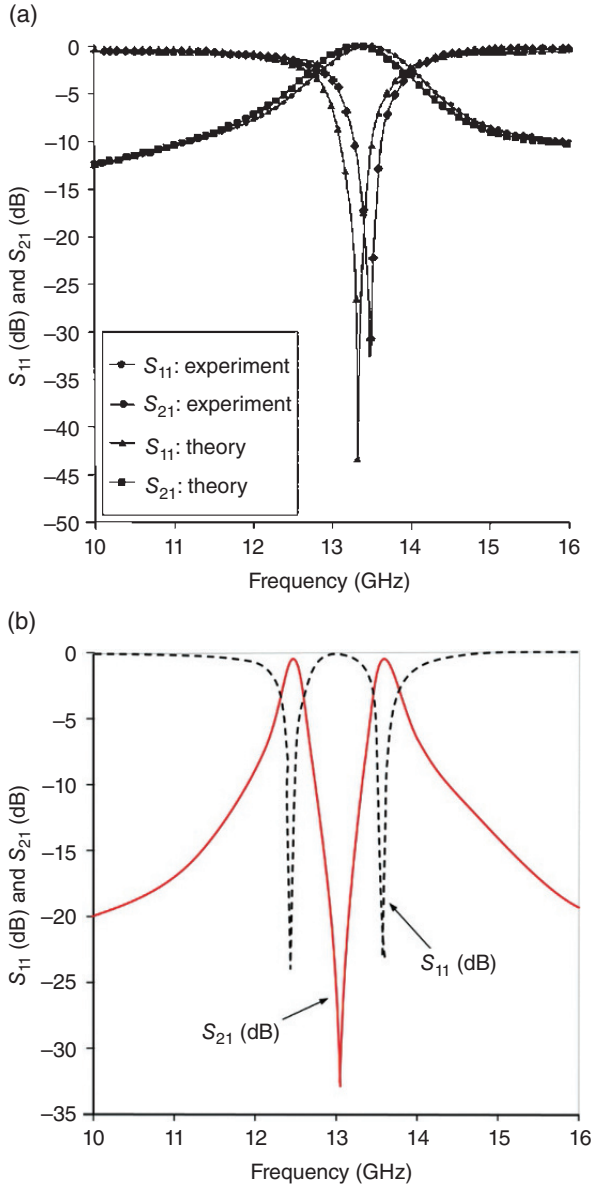 (a)
0
–5
–10
–15
–20
–25
–30
–35
–40
–45
–50
S11 (dB) and S21 (dB)
S11: experiment
S21: experiment
S11: theory
S21: theory
10 11 12 13 14 15 16
Frequency (GHz)
(b)
0
–5
–10
–15
–20
–25
–30
–35
S11 (dB) and S21 (dB)
S11 (dB)
S21 (dB)
10 11 12 13 14 15 16
Frequency (GHz)